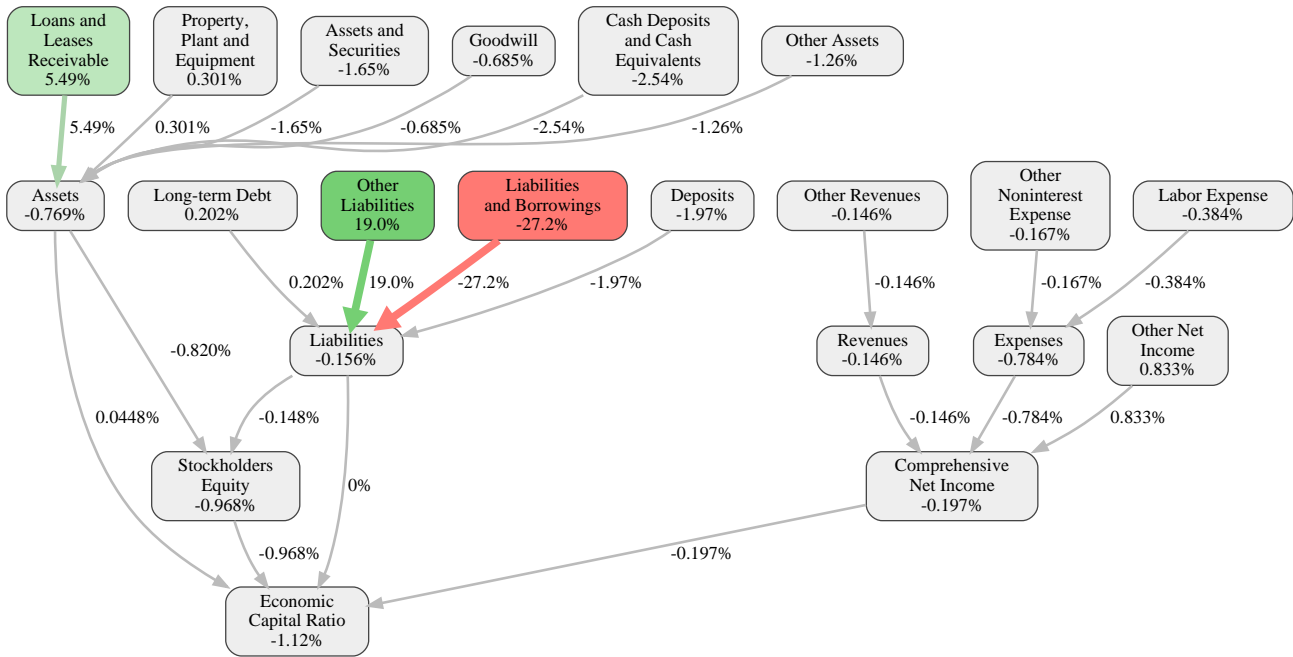 Loans and
Leases
Receivable
5.49%
Property,
Plant and
Equipment
0.301%
Assets and
Securities
-1.65%
Goodwill
-0.685%
Cash Deposits
and Cash
Equivalents
-2.54%
Other Assets
-1.26%
5.49%
0.301%
-1.65%
-0.685%
-2.54%
-1.26%
Assets
-0.769%
Long-term Debt
0.202%
Other
Liabilities
19.0%
Liabilities
and Borrowings
-27.2%
Deposits
-1.97%
Other Revenues
-0.146%
Other
Noninterest
Expense
-0.167%
Labor Expense
-0.384%
0.202%
19.0%
-27.2%
-1.97%
-0.146%
-0.167%
-0.384%
-0.820%
Liabilities
-0.156%
Revenues
-0.146%
Expenses
-0.784%
Other Net
Income
0.833%
0.0448%
-0.148%
-0.146%
-0.784%
0.833%
Stockholders
Equity
-0.968%
0%
Comprehensive
Net Income
-0.197%
-0.968%
-0.197%
Economic
Capital Ratio
-1.12%